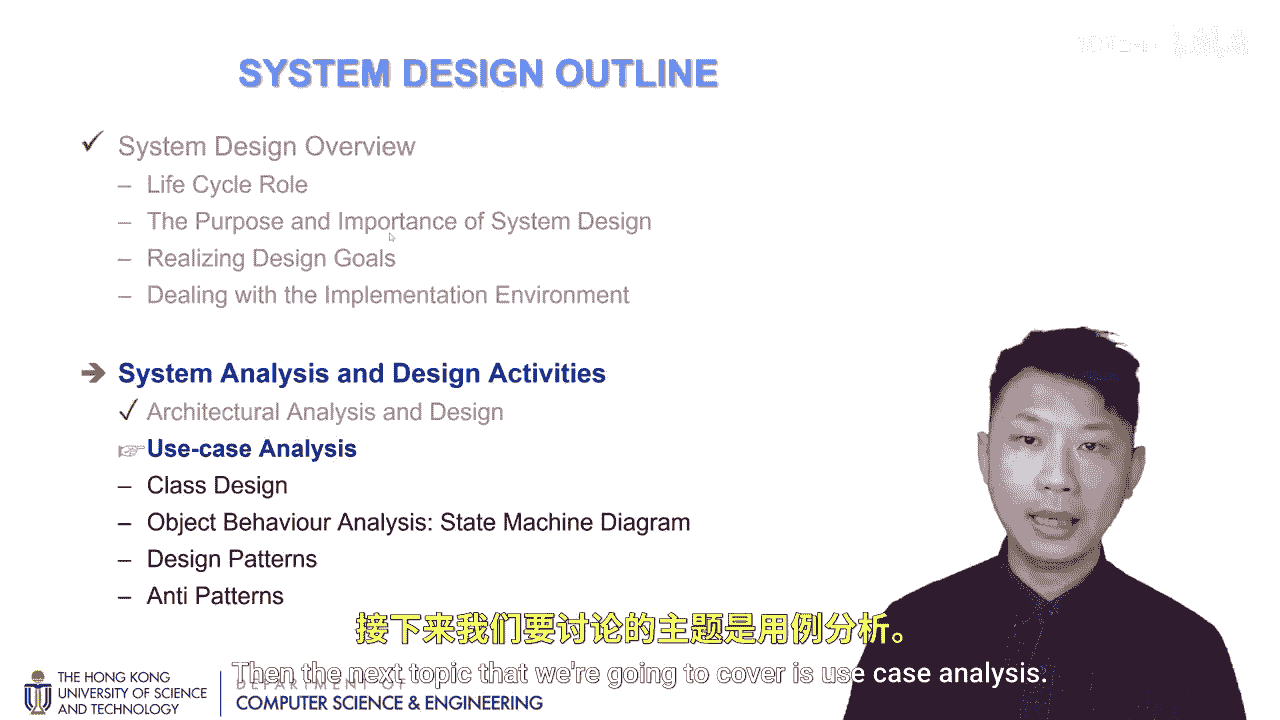 SYSTEM DESIGN OUTLINE
✓ System Design Overview
– Life Cycle Role
– The Purpose and Importance of System Design
– Realizing Design Goals
– Dealing with the Implementation Environment
➔ System Analysis and Design Activities
✓ Architectural Analysis and Design
☞ Use-case Analysis
– Class Design
– Object Behaviour Analysis: State Machine Diagram
– Design Patterns
– Anti Patterns
接下来我们要讨论的主题是用例分析。
Then the next topic that we're going to cover is use case analysis.
THE HONG KONG
UNIVERSITY OF SCIENCE
AND TECHNOLOGY
DEPARTMENT OF
COMPUTER SCIENCE & ENGINEERING